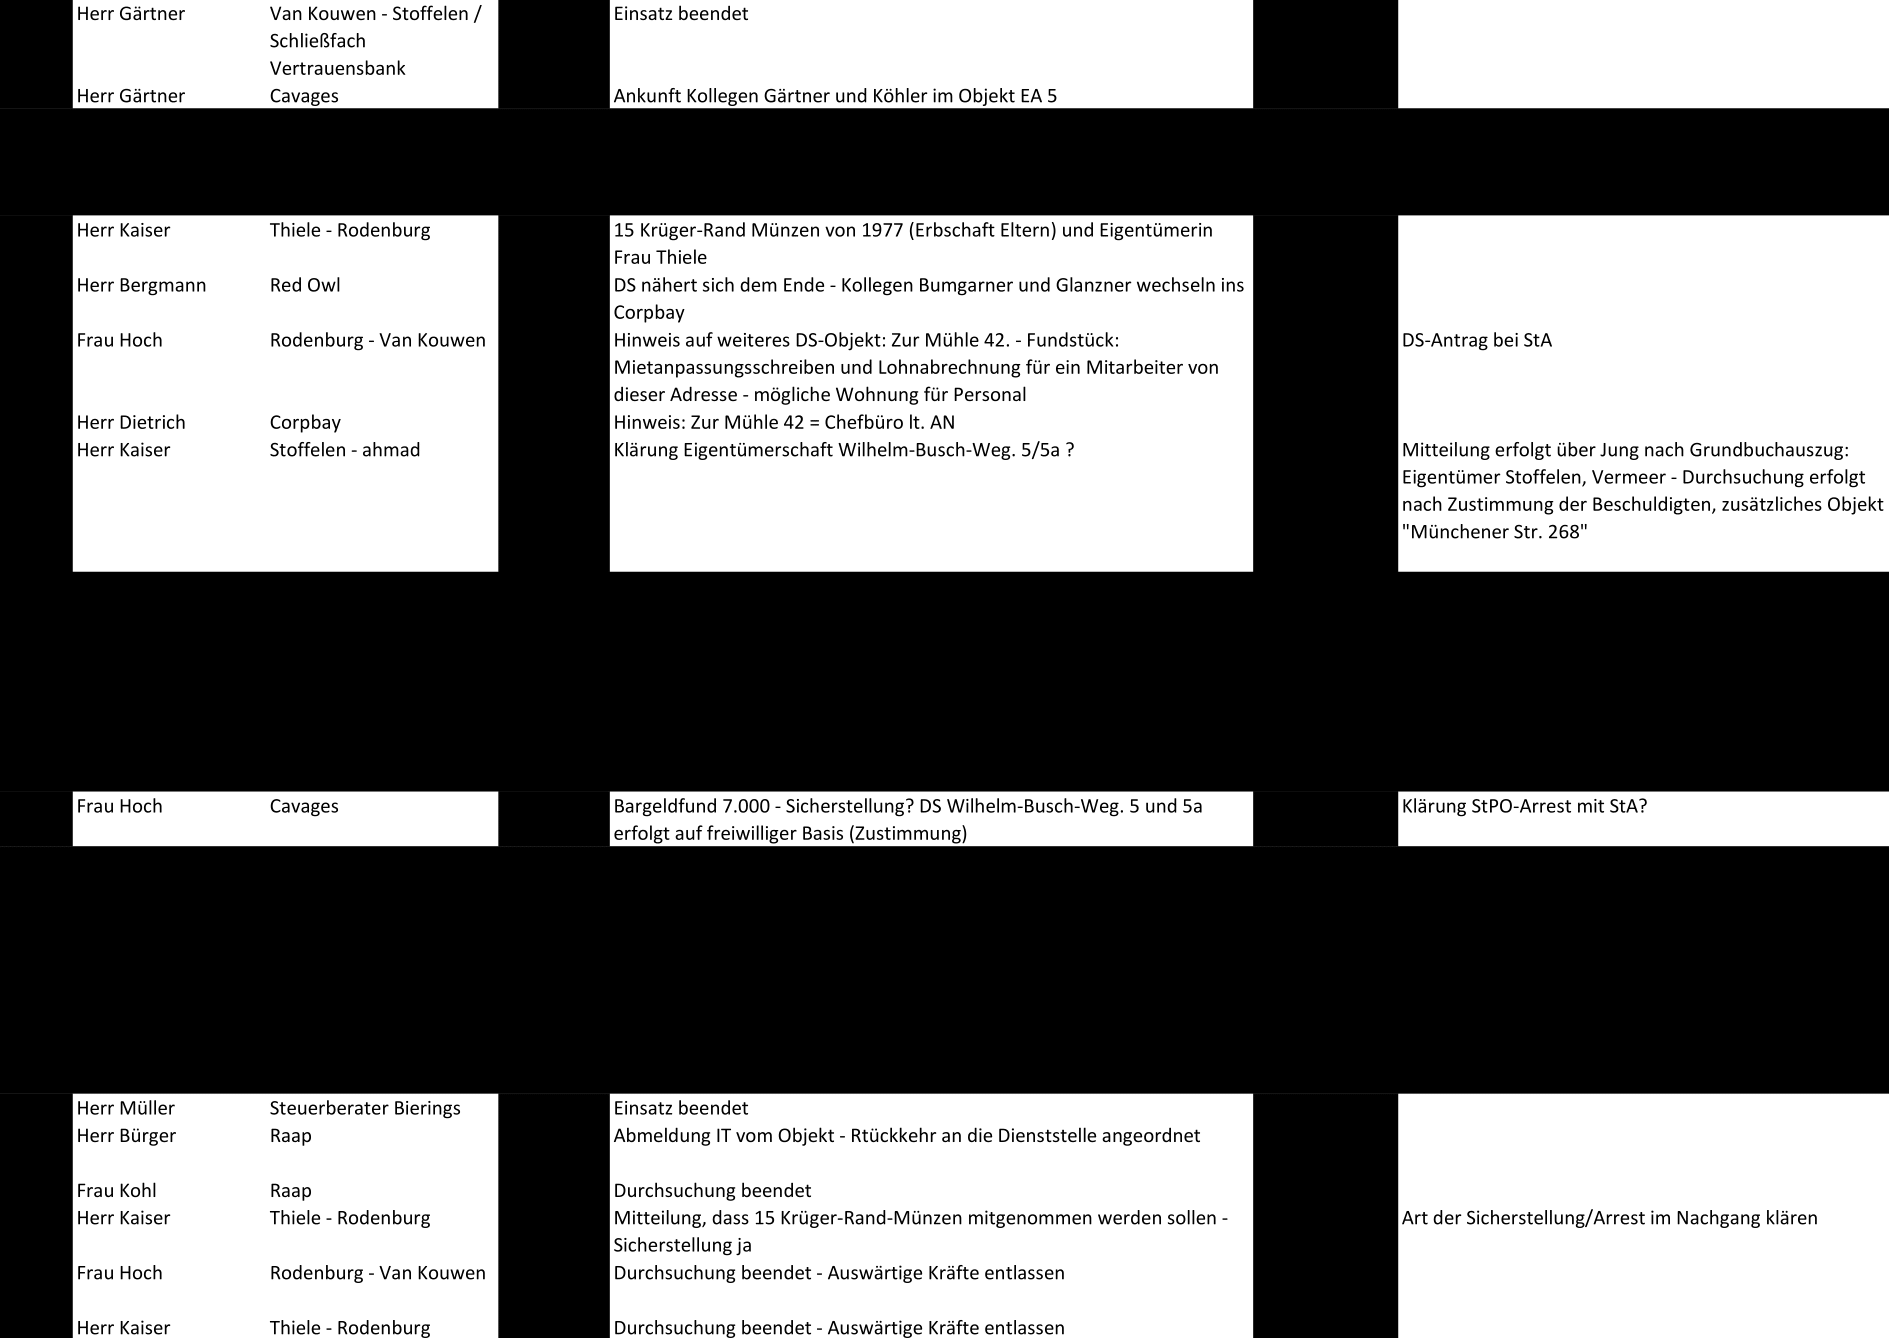 Herr Gärtner Van Kouwen - Stoffelen / Einsatz beendet
Schließfach
Vertrauensbank
Herr Gärtner Cavages Ankunft Kollegen Gärtner und Köhler im Objekt EA 5
Herr Kaiser Thiele - Rodenburg 15 Krüger-Rand Münzen von 1977 (Erbschaft Eltern) und Eigentümerin
Frau Thiele
Herr Bergmann Red Owl DS nähert sich dem Ende - Kollegen Bumgarner und Glanzner wechseln ins
Corpbay
Frau Hoch Rodenburg - Van Kouwen Hinweis auf weiteres DS-Objekt: Zur Mühle 42. - Fundstück: DS-Antrag bei StA
Mietanpassungsschreiben und Lohnabrechnung für ein Mitarbeiter von
dieser Adresse - mögliche Wohnung für Personal
Herr Dietrich Corpbay Hinweis: Zur Mühle 42 = Chefbüro lt. AN
Herr Kaiser Stoffelen - ahmad Klärung Eigentümerschaft Wilhelm-Busch-Weg. 5/5a ? Mitteilung erfolgt über Jung nach Grundbuchauszug:
Eigentümer Stoffelen, Vermeer - Durchsuchung erfolgt
nach Zustimmung der Beschuldigten, zusätzliches Objekt
"Münchener Str. 268"
Frau Hoch Cavages Bargeldfund 7.000 - Sicherstellung? DS Wilhelm-Busch-Weg. 5 und 5a Klärung StPO-Arrest mit StA?
erfolgt auf freiwilliger Basis (Zustimmung)
Herr Müller Steuerberater Bierings Einsatz beendet
Herr Bürger Raap Abmeldung IT vom Objekt - Rtückkehr an die Dienststelle angeordnet
Frau Kohl Raap Durchsuchung beendet
Herr Kaiser Thiele - Rodenburg Mitteilung, dass 15 Krüger-Rand-Münzen mitgenommen werden sollen - Art der Sicherstellung/Arrest im Nachgang klären
Sicherstellung ja
Frau Hoch Rodenburg - Van Kouwen Durchsuchung beendet - Auswärtige Kräfte entlassen
Herr Kaiser Thiele - Rodenburg Durchsuchung beendet - Auswärtige Kräfte entlassen